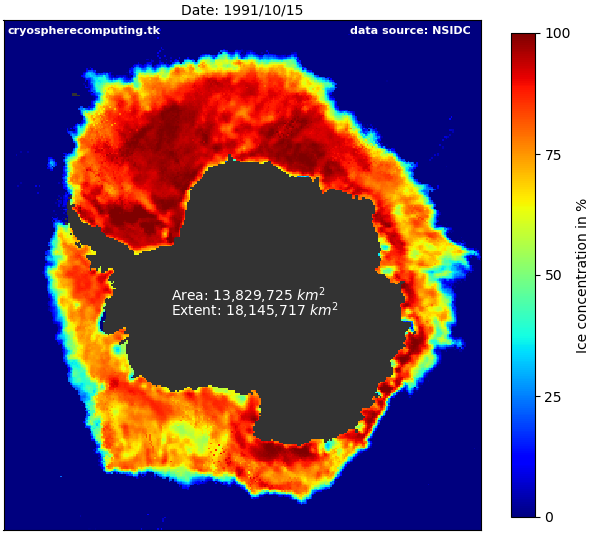 Date: 1991/10/15
cryospherecomputing.tk
data source: NSIDC
100
75
50
25
0
Ice concentration in %
Area: 13,829,725 km²
Extent: 18,145,717 km²